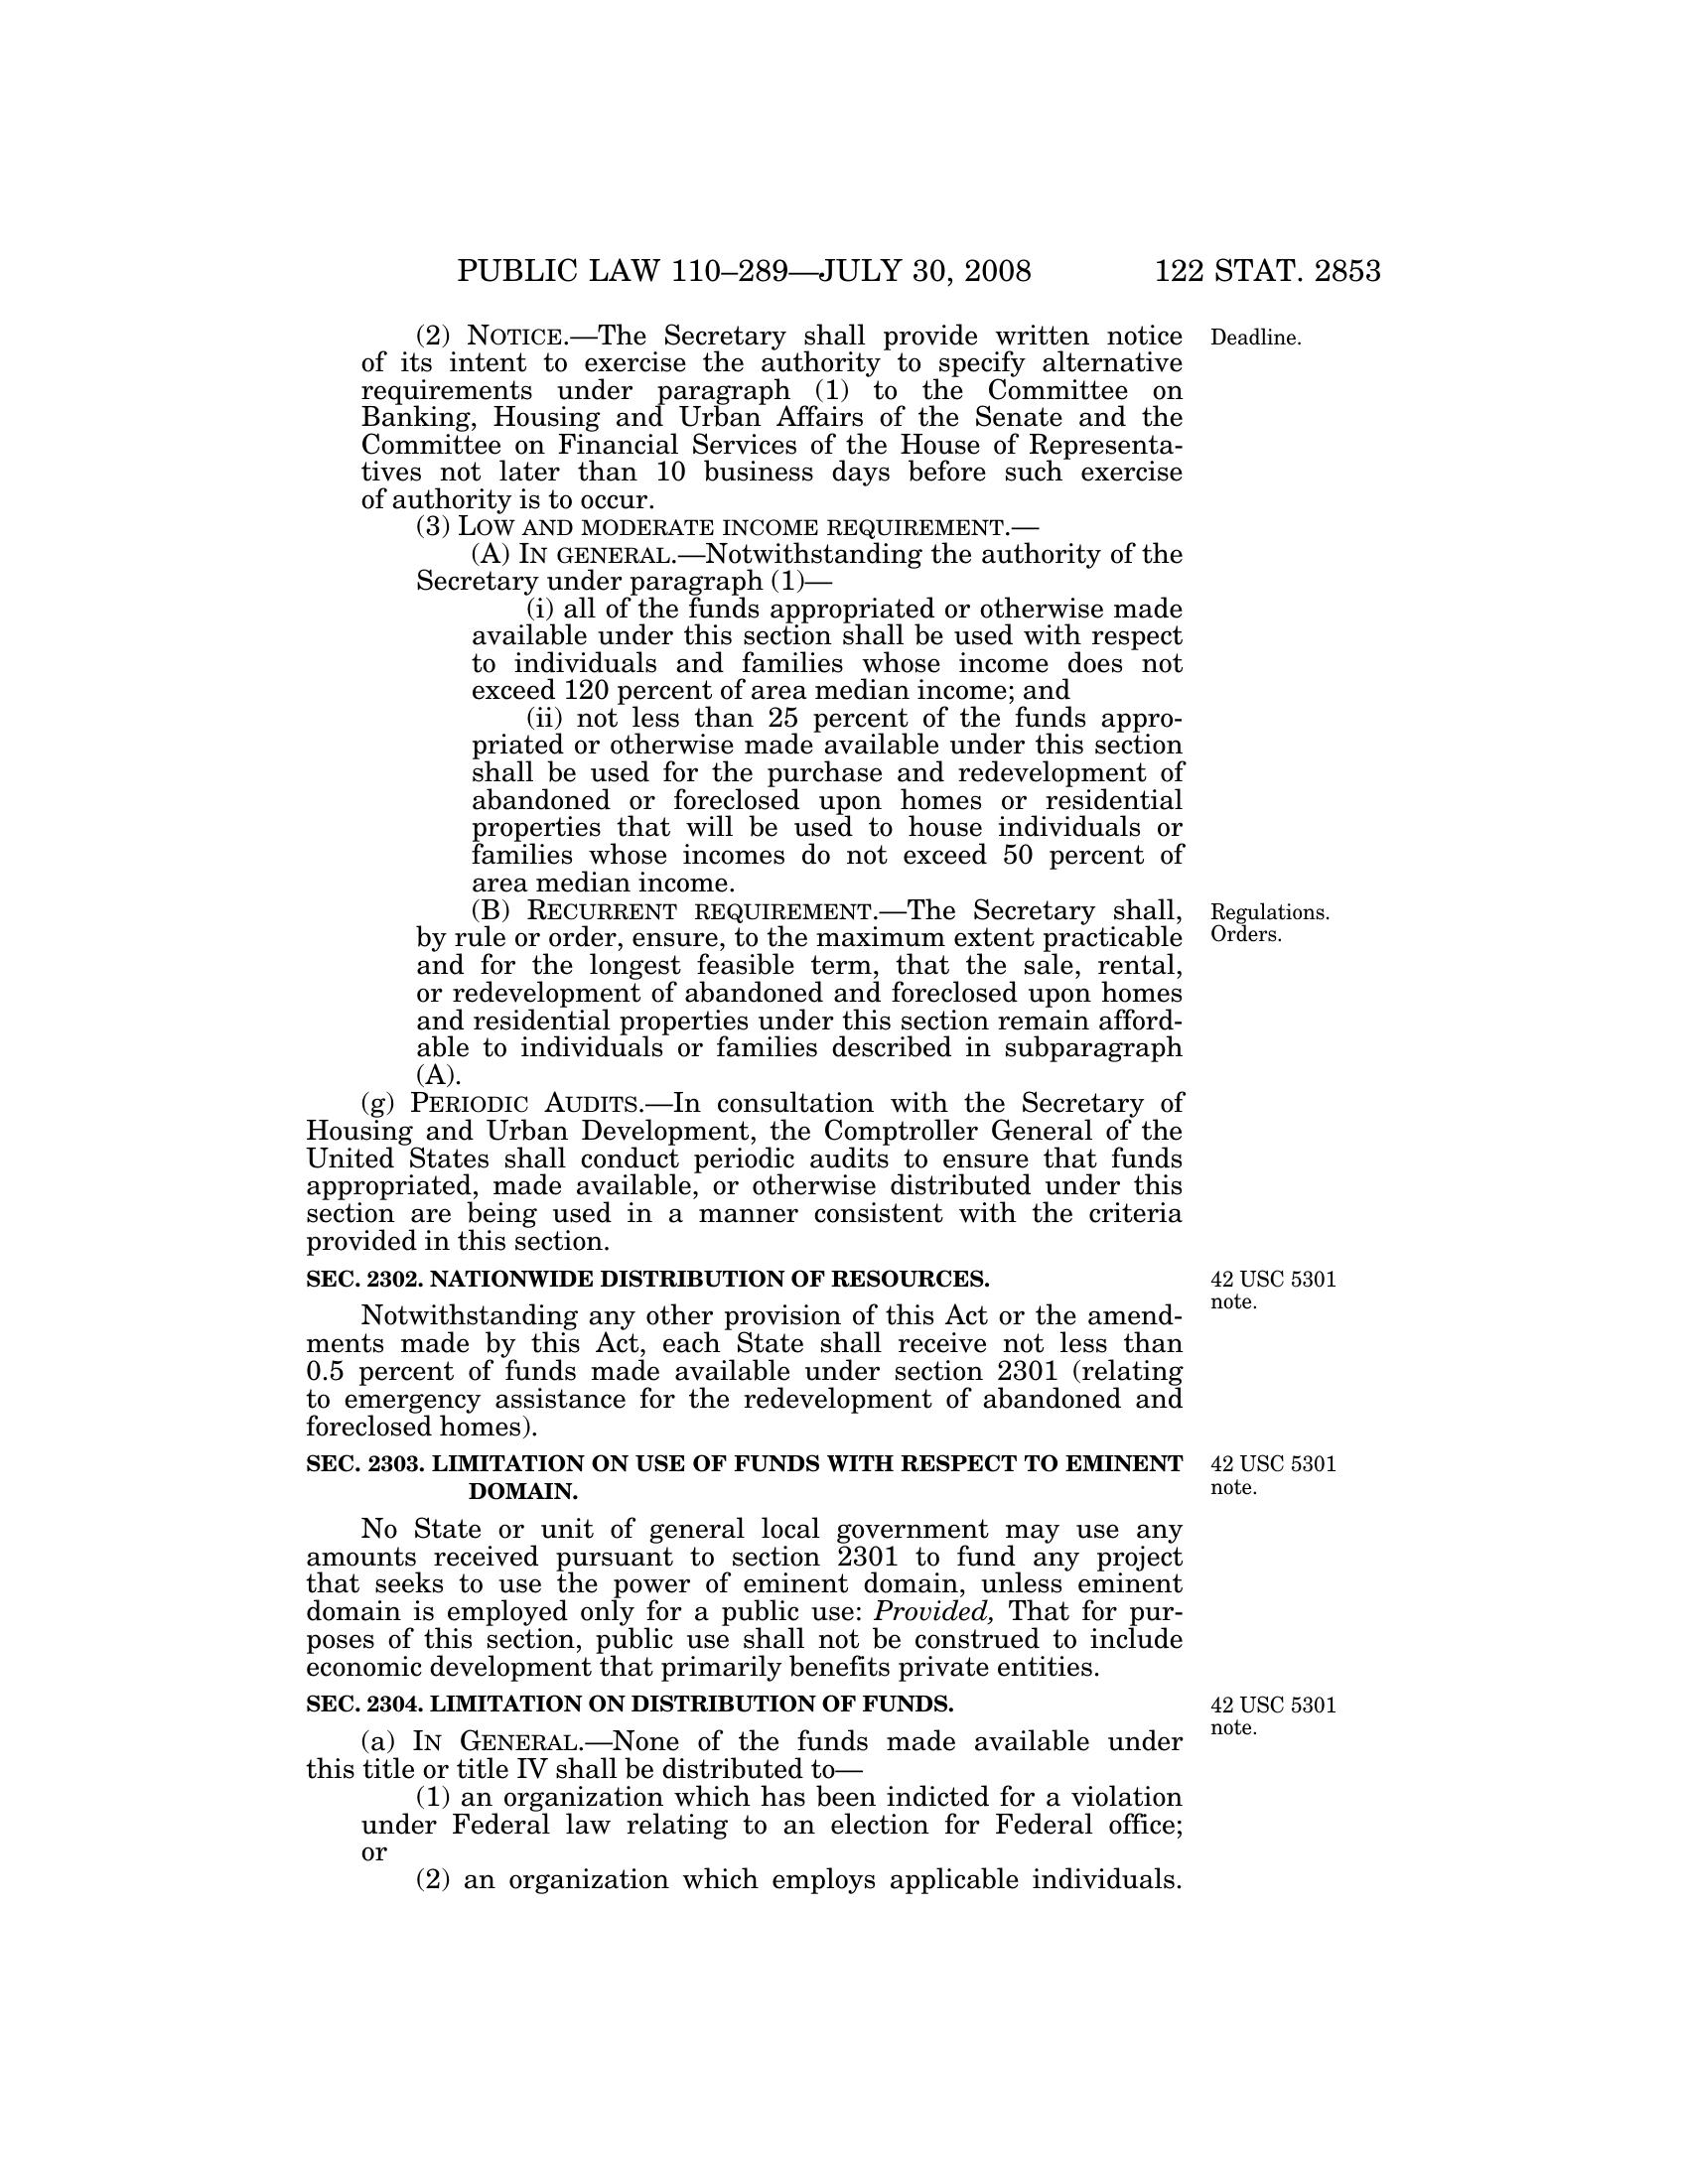 PUBLIC LAW 110–289—JULY 30, 2008 122 STAT. 2853
(2) NOTICE.—The Secretary shall provide written notice
of its intent to exercise the authority to specify alternative
requirements under paragraph (1) to the Committee on
Banking, Housing and Urban Affairs of the Senate and the
Committee on Financial Services of the House of Representa-
tives not later than 10 business days before such exercise
of authority is to occur.
Deadline.
(3) LOW AND MODERATE INCOME REQUIREMENT.—
(A) IN GENERAL.—Notwithstanding the authority of the
Secretary under paragraph (1)—
(i) all of the funds appropriated or otherwise made
available under this section shall be used with respect
to individuals and families whose income does not
exceed 120 percent of area median income; and
(ii) not less than 25 percent of the funds appro-
priated or otherwise made available under this section
shall be used for the purchase and redevelopment of
abandoned or foreclosed upon homes or residential
properties that will be used to house individuals or
families whose incomes do not exceed 50 percent of
area median income.
(B) RECURRENT REQUIREMENT.—The Secretary shall,
by rule or order, ensure, to the maximum extent practicable
and for the longest feasible term, that the sale, rental,
or redevelopment of abandoned and foreclosed upon homes
and residential properties under this section remain afford-
able to individuals or families described in subparagraph
(A).
Regulations.
Orders.
(g) PERIODIC AUDITS.—In consultation with the Secretary of
Housing and Urban Development, the Comptroller General of the
United States shall conduct periodic audits to ensure that funds
appropriated, made available, or otherwise distributed under this
section are being used in a manner consistent with the criteria
provided in this section.
SEC. 2302. NATIONWIDE DISTRIBUTION OF RESOURCES.
42 USC 5301
note.
Notwithstanding any other provision of this Act or the amend-
ments made by this Act, each State shall receive not less than
0.5 percent of funds made available under section 2301 (relating
to emergency assistance for the redevelopment of abandoned and
foreclosed homes).
SEC. 2303. LIMITATION ON USE OF FUNDS WITH RESPECT TO EMINENT
DOMAIN.
42 USC 5301
note.
No State or unit of general local government may use any
amounts received pursuant to section 2301 to fund any project
that seeks to use the power of eminent domain, unless eminent
domain is employed only for a public use: Provided, That for pur-
poses of this section, public use shall not be construed to include
economic development that primarily benefits private entities.
SEC. 2304. LIMITATION ON DISTRIBUTION OF FUNDS.
42 USC 5301
note.
(a) IN GENERAL.—None of the funds made available under
this title or title IV shall be distributed to—
(1) an organization which has been indicted for a violation
under Federal law relating to an election for Federal office;
or
(2) an organization which employs applicable individuals.